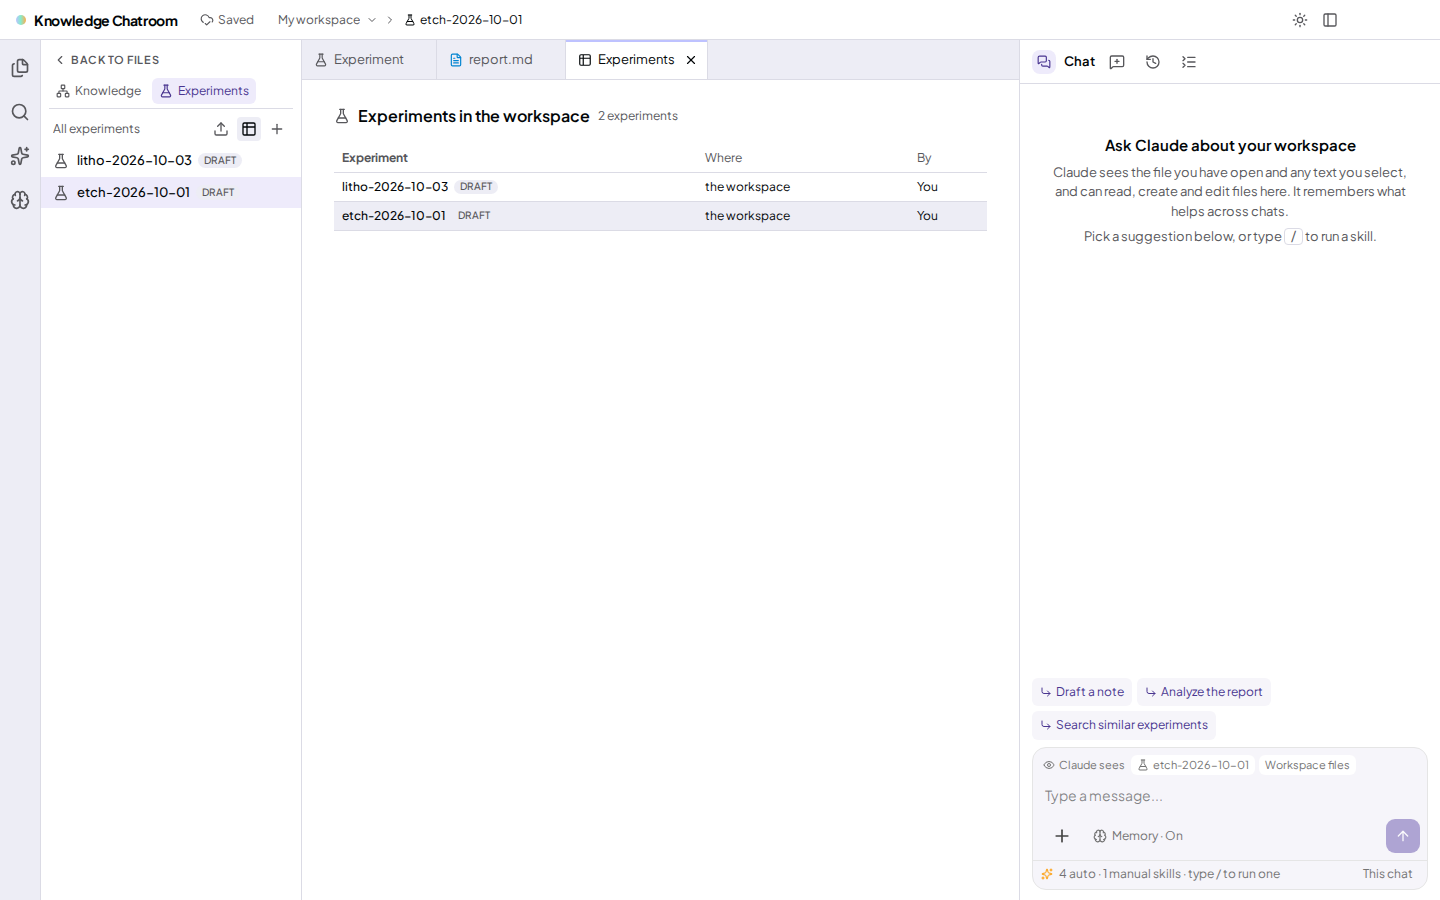 Knowledge Chatroom
Saved
My workspace
etch-2026-10-01
BACK TO FILES
Knowledge
Experiments
All experiments
litho-2026-10-03 DRAFT
etch-2026-10-01 DRAFT
Experiment
report.md
Experiments
Experiments in the workspace 2 experiments
Experiment Where By
litho-2026-10-03 DRAFT the workspace You
etch-2026-10-01 DRAFT the workspace You
Chat
Ask Claude about your workspace
Claude sees the file you have open and any text you select,
and can read, create and edit files here. It remembers what
helps across chats.
Pick a suggestion below, or type / to run a skill.
Draft a note
Analyze the report
Search similar experiments
Claude sees etch-2026-10-01 Workspace files
Type a message...
Memory · On
4 auto · 1 manual skills · type / to run one
This chat